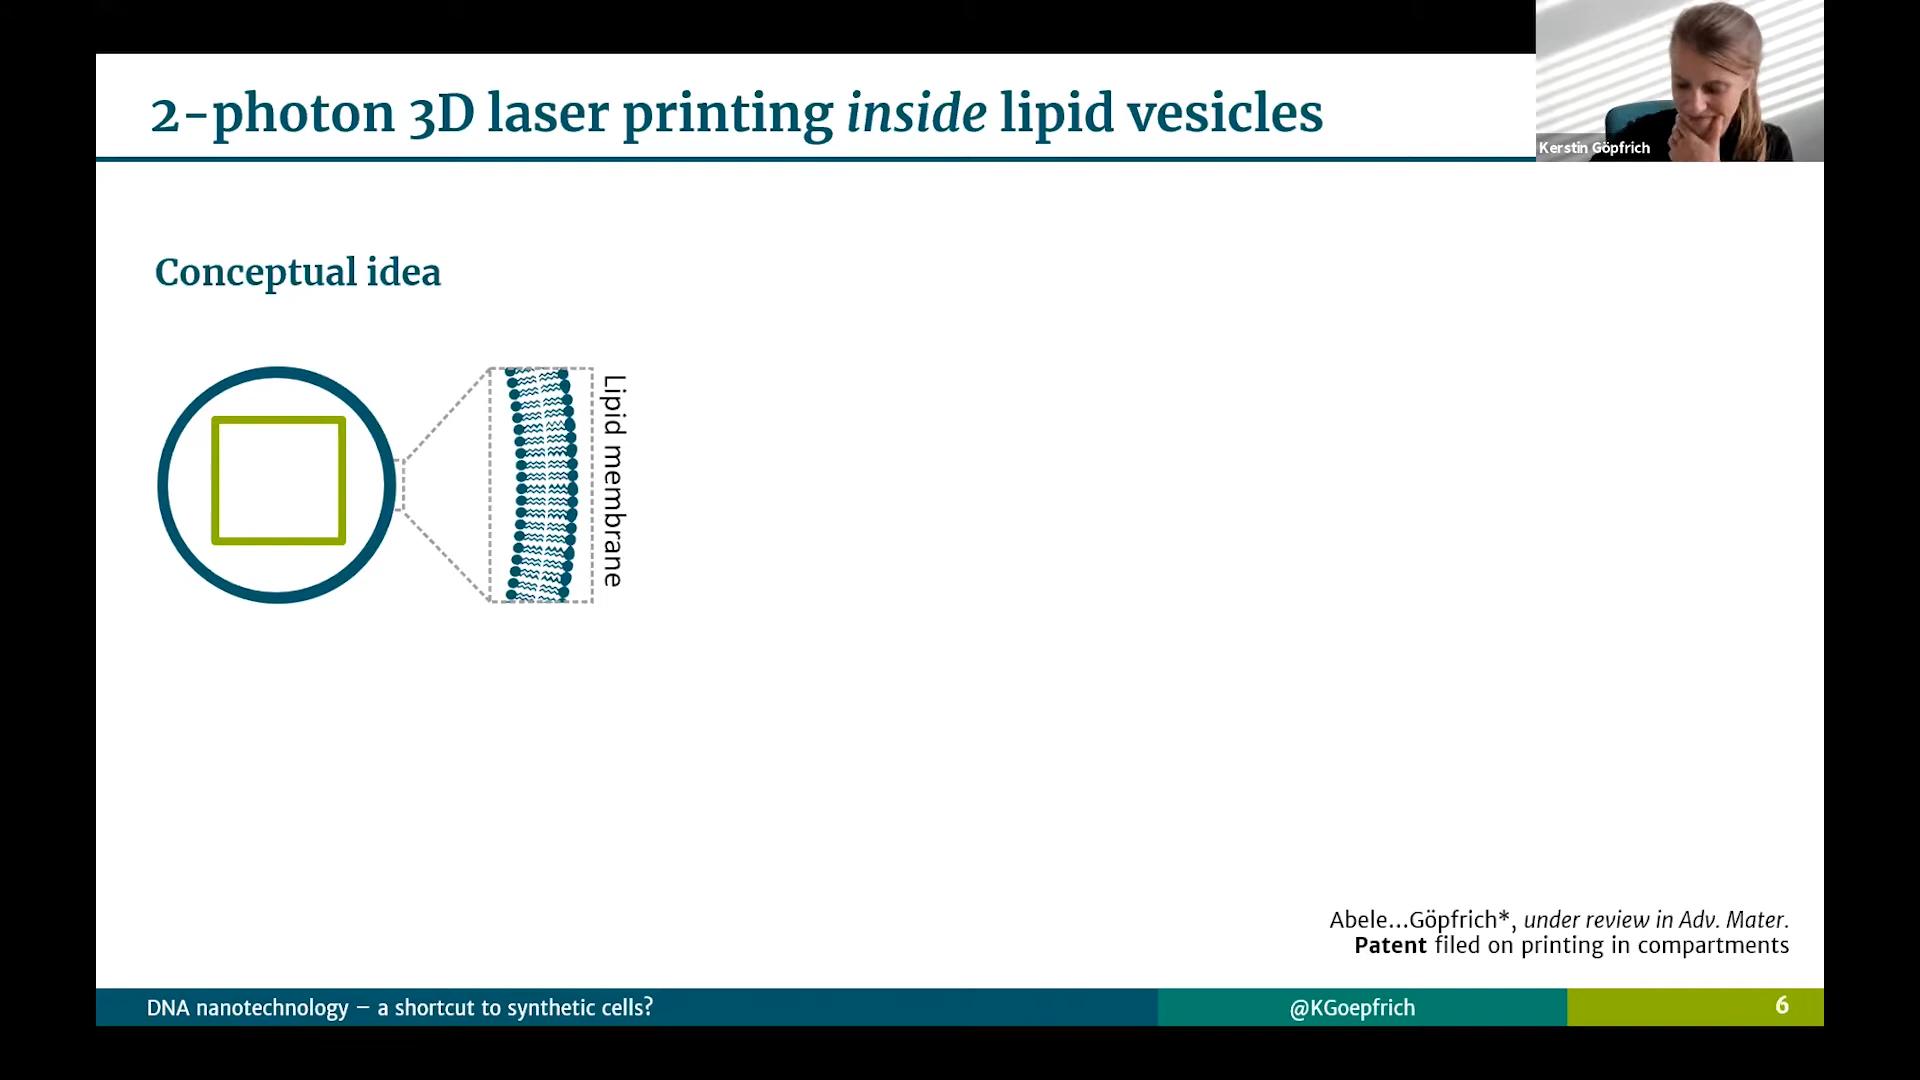 2-photon 3D laser printing inside lipid vesicles
Kerstin Göpfrich
Conceptual idea
Lipid membrane
Abele...Göpfrich*, under review in Adv. Mater.
Patent filed on printing in compartments
DNA nanotechnology – a shortcut to synthetic cells?
@KGoepfrich
6